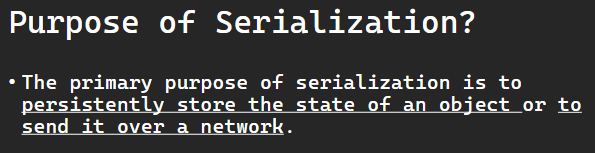 Purpose of Serialization?
• The primary purpose of serialization is to
persistently store the state of an object or to
send it over a network.